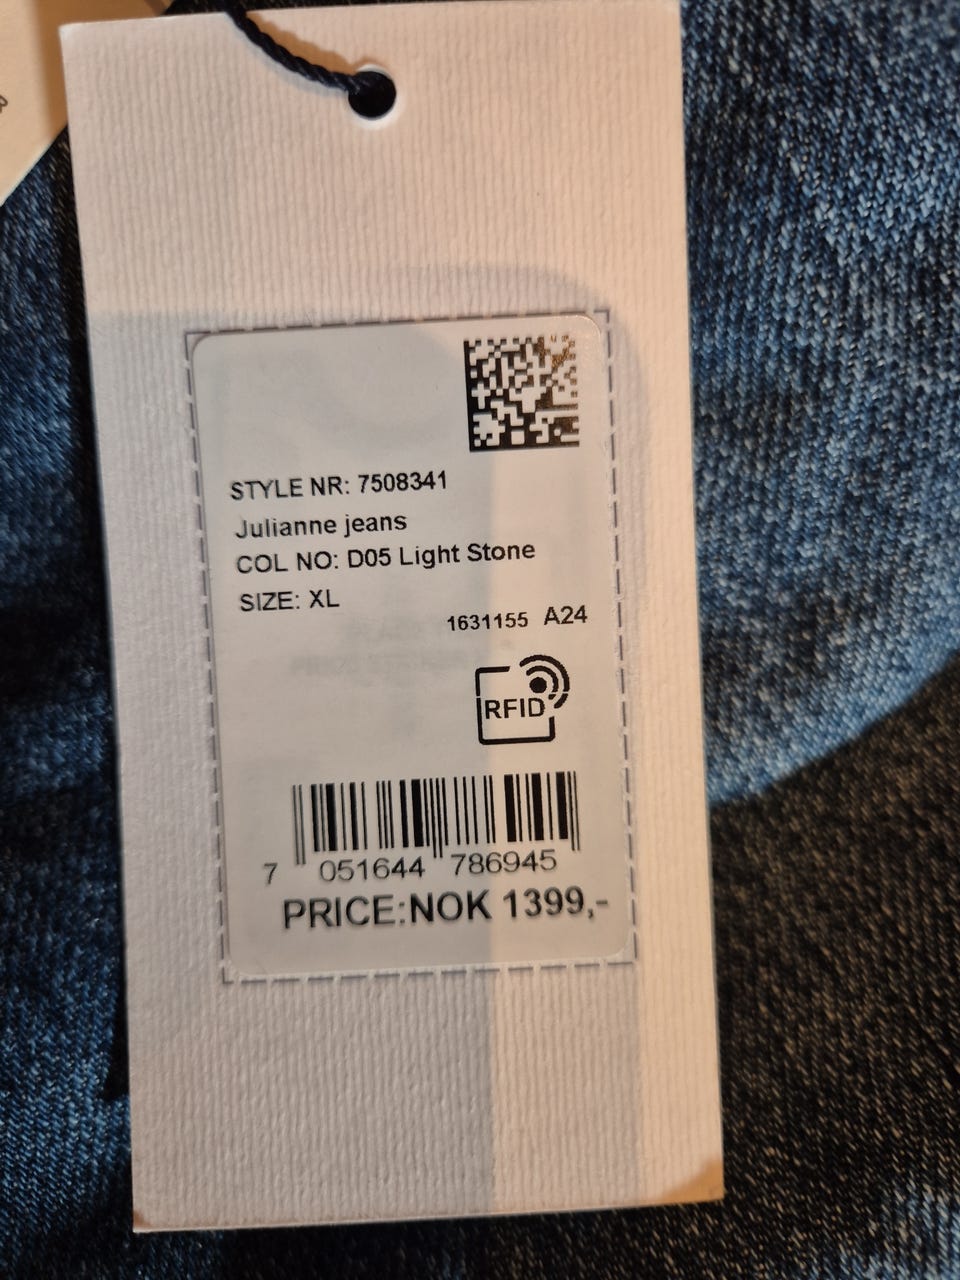 STYLE NR: 7508341
Julianne jeans
COL NO: D05 Light Stone
SIZE: XL
1631155 A24
RFID
7 051644 786945
PRICE:NOK 1399,-